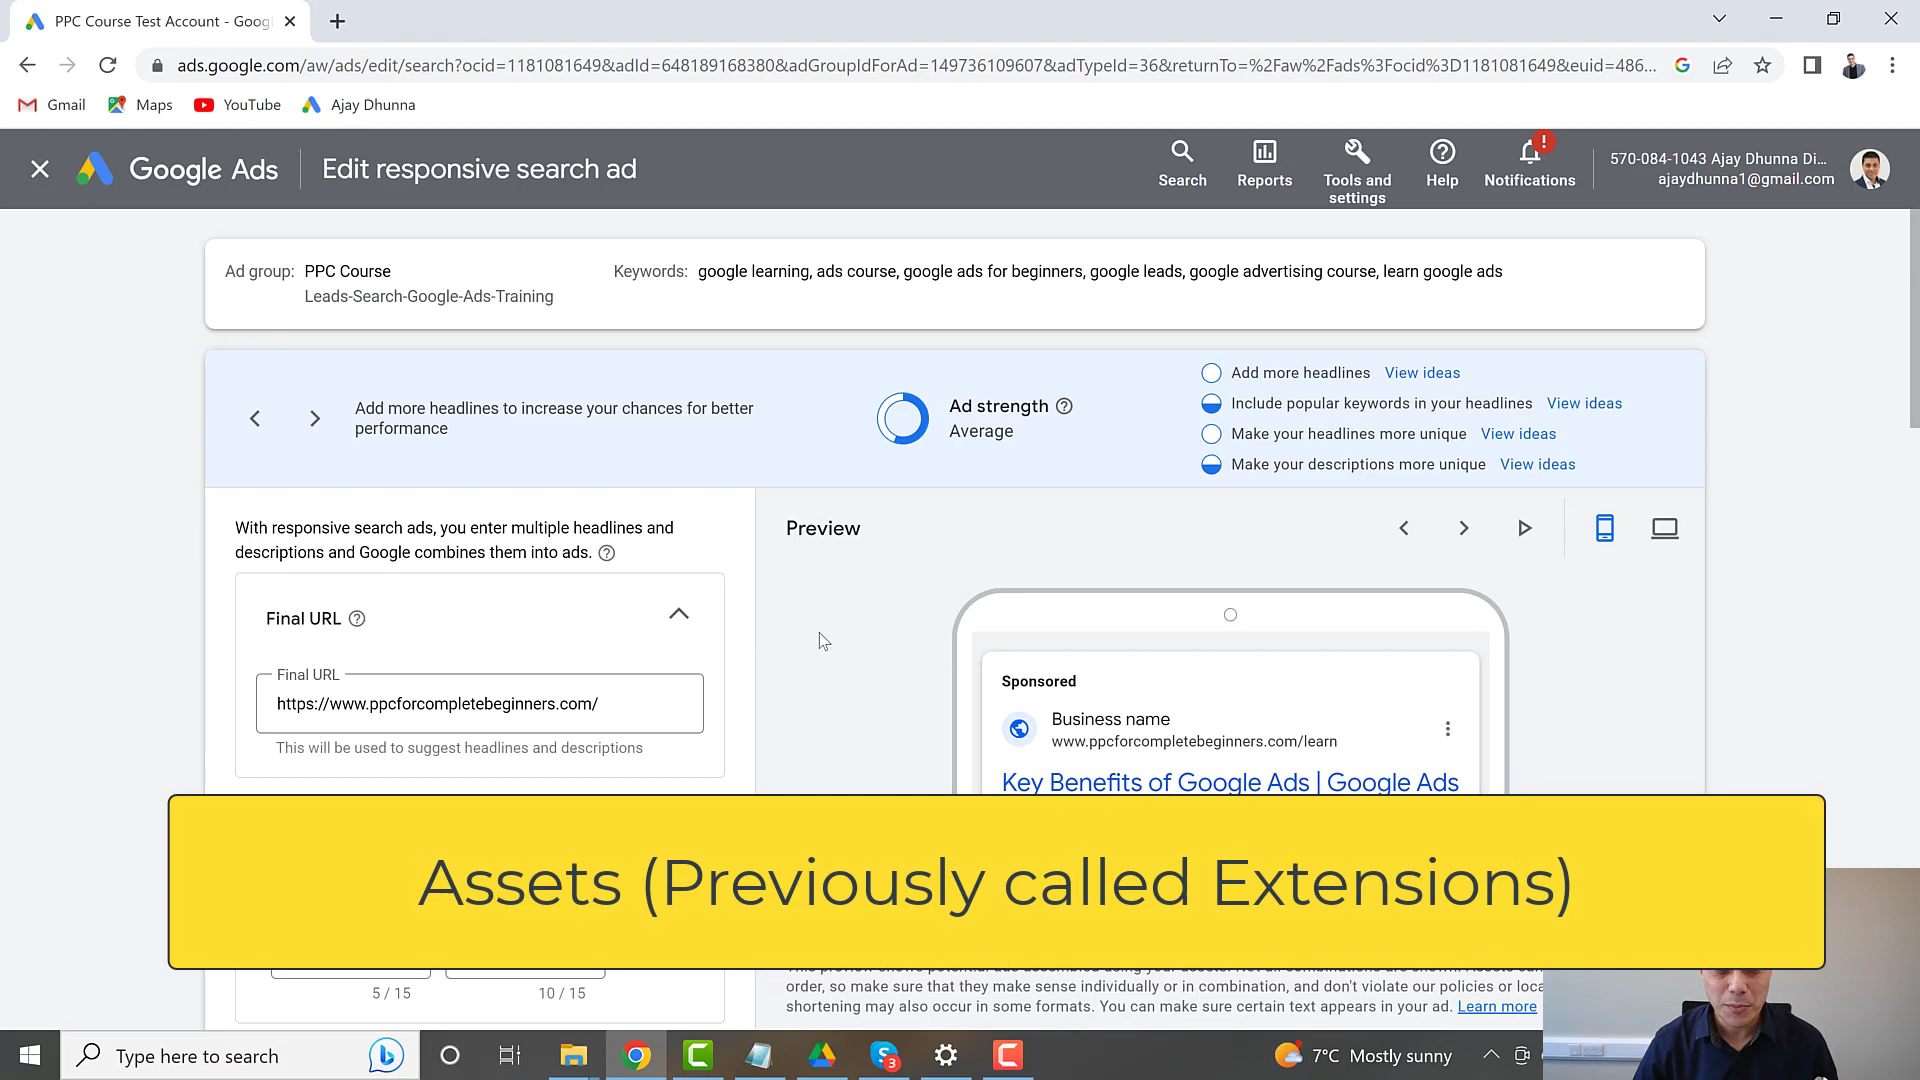 PPC Course Test Account - Goog
ads.google.com/aw/ads/edit/search?ocid=1181081649&adId=648189168380&adGroupIdForAd=149736109607&adTypeId=36&returnTo=%2Faw%2Fads%3Focid%3D1181081649&euid=486...
Gmail
Maps
YouTube
Ajay Dhunna
Google Ads
Edit responsive search ad
Search
Reports
Tools and
settings
Help
!
Notifications
570-084-1043 Ajay Dhunna Di...
ajaydhunna1@gmail.com
Ad group: PPC Course
Leads-Search-Google-Ads-Training
Keywords: google learning, ads course, google ads for beginners, google leads, google advertising course, learn google ads
Add more headlines to increase your chances for better
performance
Ad strength
Average
Add more headlines View ideas
Include popular keywords in your headlines View ideas
Make your headlines more unique View ideas
Make your descriptions more unique View ideas
With responsive search ads, you enter multiple headlines and
descriptions and Google combines them into ads.
Final URL
Final URL
https://www.ppcforcompletebeginners.com/
This will be used to suggest headlines and descriptions
Preview
Sponsored
Business name
www.ppcforcompletebeginners.com/learn
Key Benefits of Google Ads | Google Ads
Assets (Previously called Extensions)
5 / 15
10 / 15
order, so make sure that they make sense individually or in combination, and don't violate our policies or loca
shortening may also occur in some formats. You can make sure certain text appears in your ad. Learn more
Type here to search
3
7°C Mostly sunny